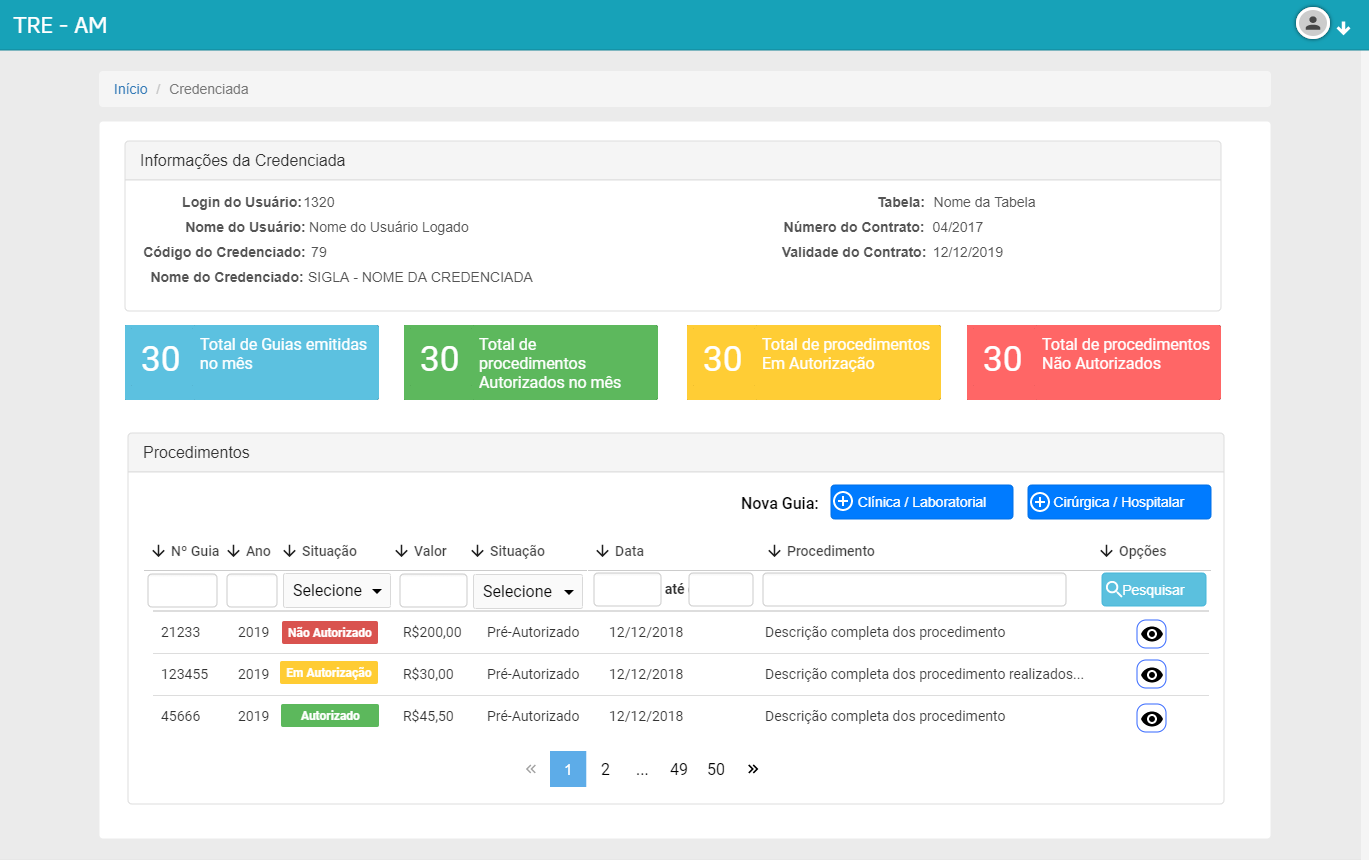 TRE - AM
Início / Credenciada
Informações da Credenciada
Login do Usuário: 1320
Nome do Usuário: Nome do Usuário Logado
Código do Credenciado: 79
Nome do Credenciado: SIGLA - NOME DA CREDENCIADA
Tabela: Nome da Tabela
Número do Contrato: 04/2017
Validade do Contrato: 12/12/2019
30
Total de Guias emitidas
no mês
30
Total de
procedimentos
Autorizados no mês
30
Total de procedimentos
Em Autorização
30
Total de procedimentos
Não Autorizados
Procedimentos
Nova Guia: Clínica / Laboratorial Cirúrgica / Hospitalar
Nº Guia Ano Situação Valor Situação Data Procedimento Opções
Selecione Selecione até Pesquisar
21233 2019 Não Autorizado R$200,00 Pré-Autorizado 12/12/2018 Descrição completa dos procedimento
123455 2019 Em Autorização R$30,00 Pré-Autorizado 12/12/2018 Descrição completa dos procedimento realizados...
45666 2019 Autorizado R$45,50 Pré-Autorizado 12/12/2018 Descrição completa dos procedimento
« 1 2 ... 49 50 »